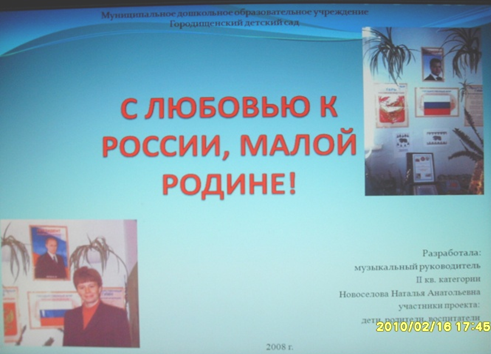 Муниципальное дошкольное образовательное учреждение
Городищенский детский сад
С ЛЮБОВЬЮ К
РОССИИ, МАЛОЙ
РОДИНЕ!
Разработала:
музыкальный руководитель
II кв. категории
Новоселова Наталья Анатольевна
участники проекта:
дети, родители, воспитатели
2010/02/16 17:45
2008 г.